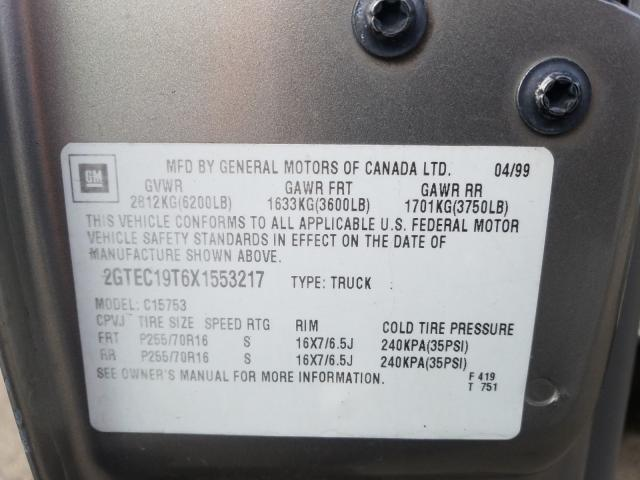 GM
MFD BY GENERAL MOTORS OF CANADA LTD. 04/99
GVWR GAWR FRT GAWR RR
2812KG(6200LB) 1633KG(3600LB) 1701KG(3750LB)
THIS VEHICLE CONFORMS TO ALL APPLICABLE U.S. FEDERAL MOTOR
VEHICLE SAFETY STANDARDS IN EFFECT ON THE DATE OF
MANUFACTURE SHOWN ABOVE.
2GTEC19T6X1553217 TYPE: TRUCK
MODEL: C15753
CPVJ TIRE SIZE SPEED RTG RIM COLD TIRE PRESSURE
FRT P255/70R16 S 16X7/6.5J 240KPA(35PSI)
RR P255/70R16 S 16X7/6.5J 240KPA(35PSI)
SEE OWNER'S MANUAL FOR MORE INFORMATION. F 419
T 751